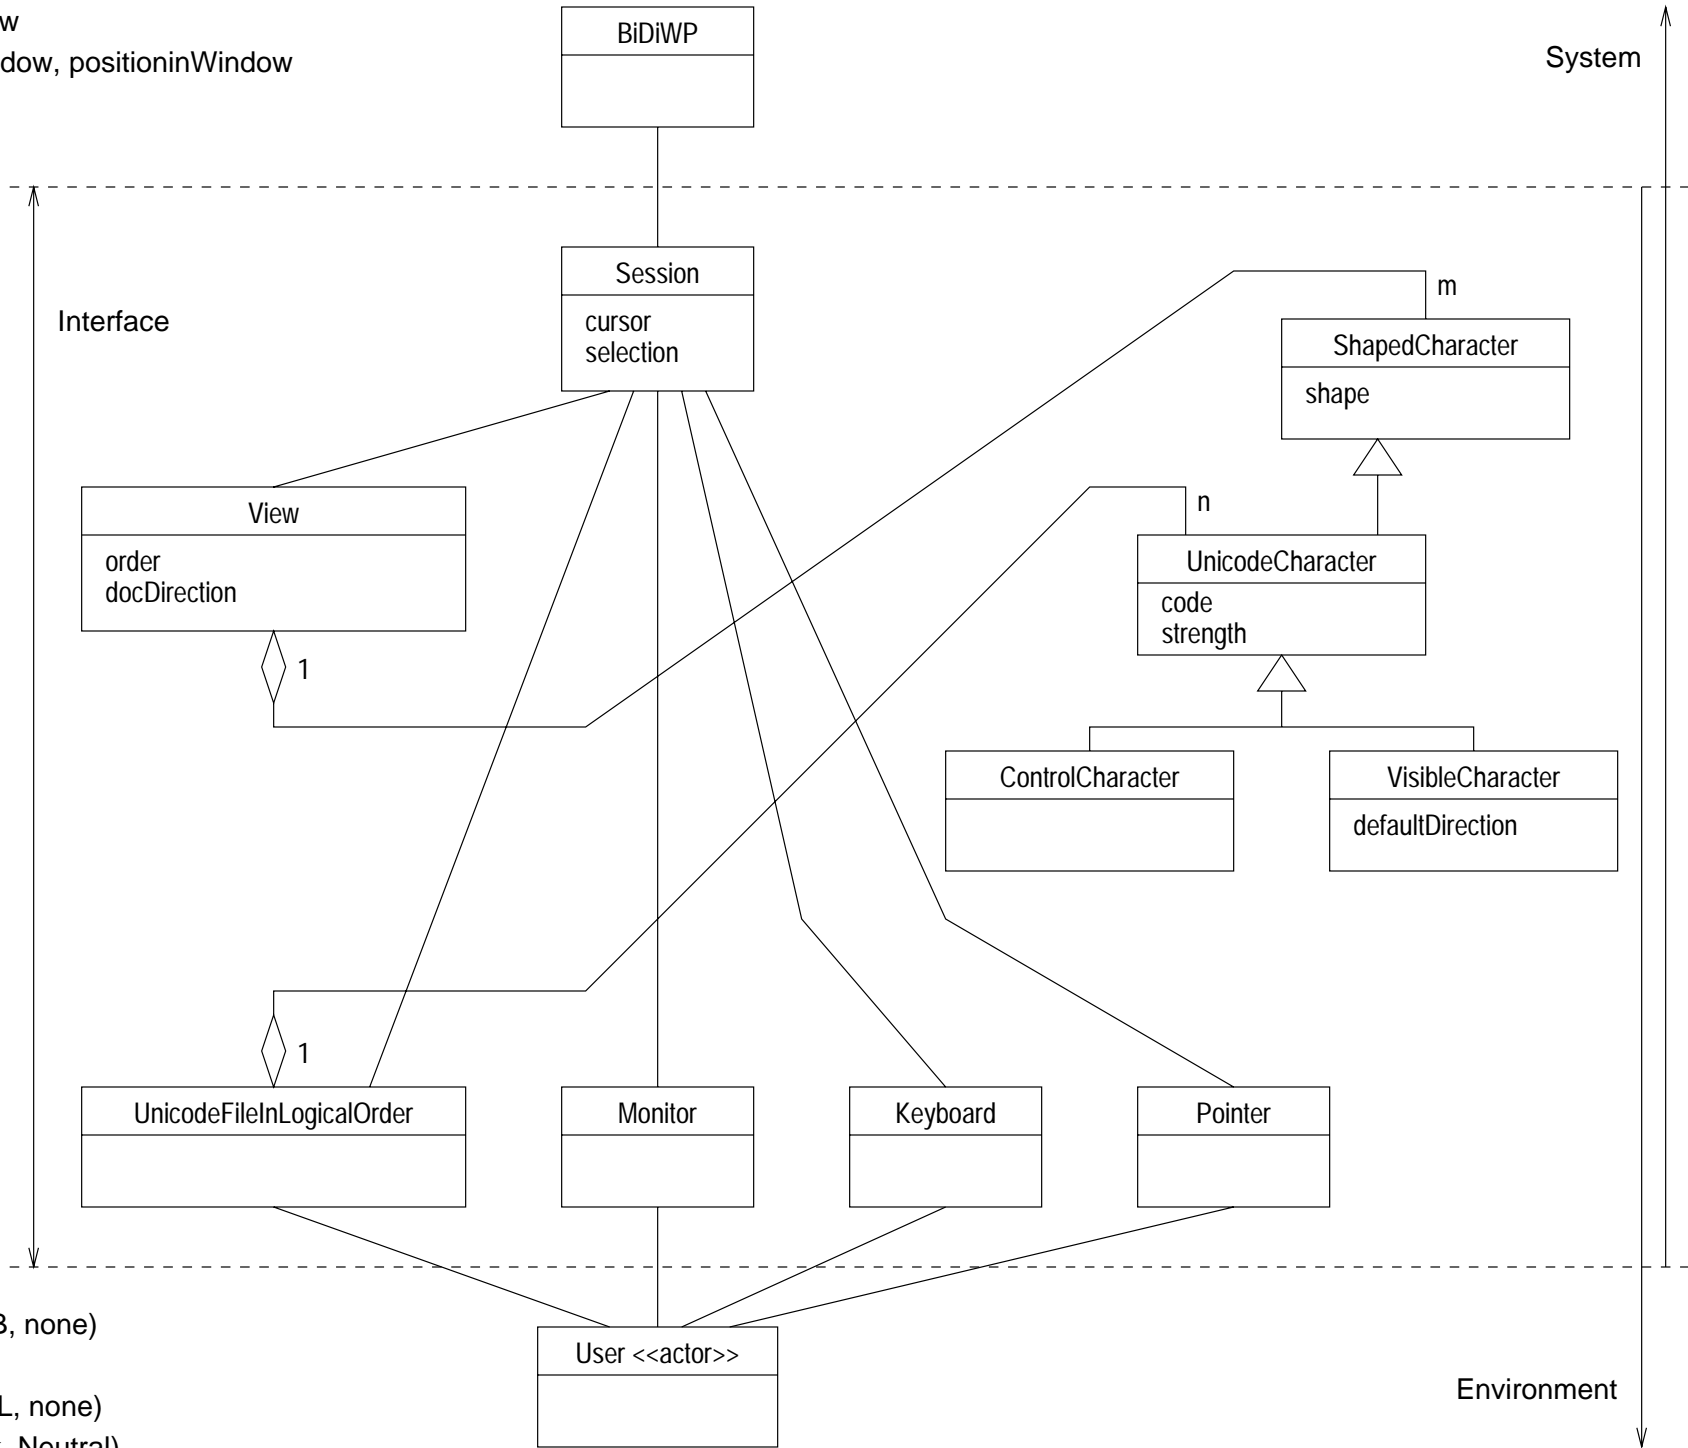 w
dow, positioninWindow
BiDiWP
System
Session
cursor
selection
Interface
m
ShapedCharacter
shape
View
order
docDirection
1
n
UnicodeCharacter
code
strength
ControlCharacter
VisibleCharacter
defaultDirection
1
UnicodeFileInLogicalOrder
Monitor
Keyboard
Pointer
, none)
User <<actor>>
Environment
L, none)
, Neutral)